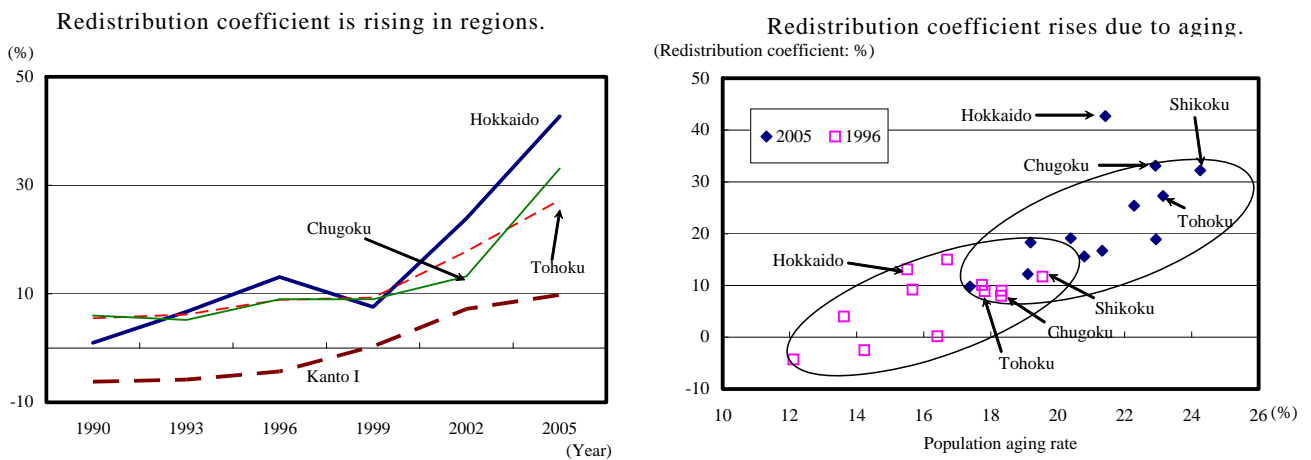 Redistribution coefficient is rising in regions.
(%)
50
30
10
-10
Hokkaido
Chugoku
Tohoku
Kanto I
1990 1993 1996 1999 2002 2005
(Year)
Redistribution coefficient rises due to aging.
(Redistribution coefficient: %)
50
40
30
20
10
0
-10
2005 1996
Hokkaido
Shikoku
Chugoku
Tohoku
Hokkaido
Shikoku
Chugoku
Tohoku
10 12 14 16 18 20 22 24 26 (%)
Population aging rate